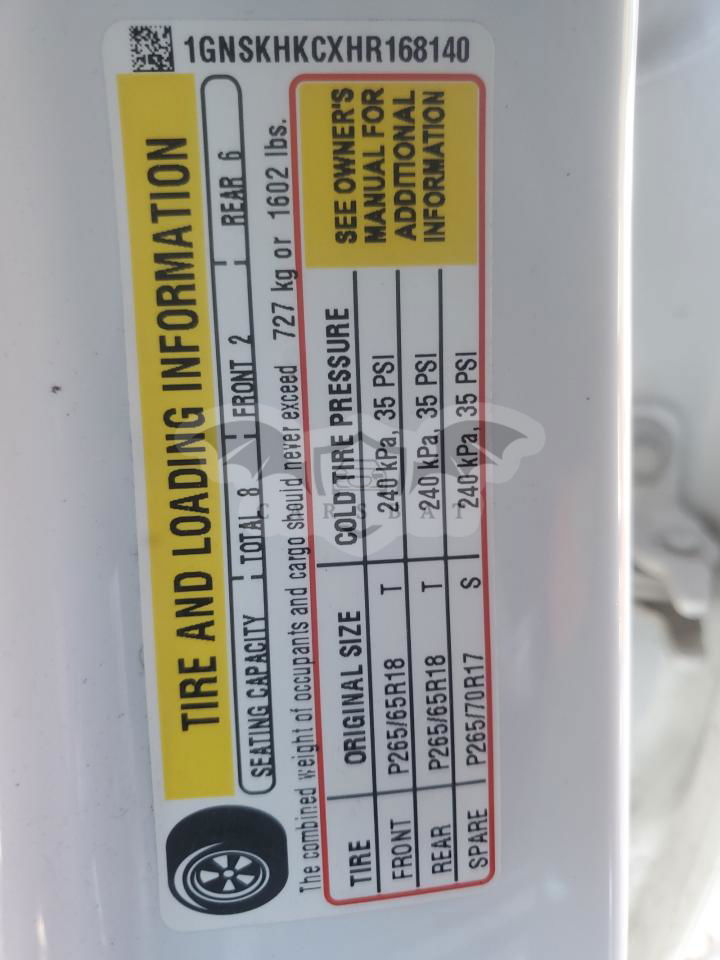 1GNSKHKCXHR168140
TIRE AND LOADING INFORMATION
SEATING CAPACITY TOTAL 8 FRONT 2 REAR 6
The combined weight of occupants and cargo should never exceed 727 kg or 1602 lbs.
TIRE ORIGINAL SIZE COLD TIRE PRESSURE
FRONT P265/65R18 T 240 kPa, 35 PSI
REAR P265/65R18 T 240 kPa, 35 PSI
SPARE P265/70R17 S 240 kPa, 35 PSI
SEE OWNER'S
MANUAL FOR
ADDITIONAL
INFORMATION